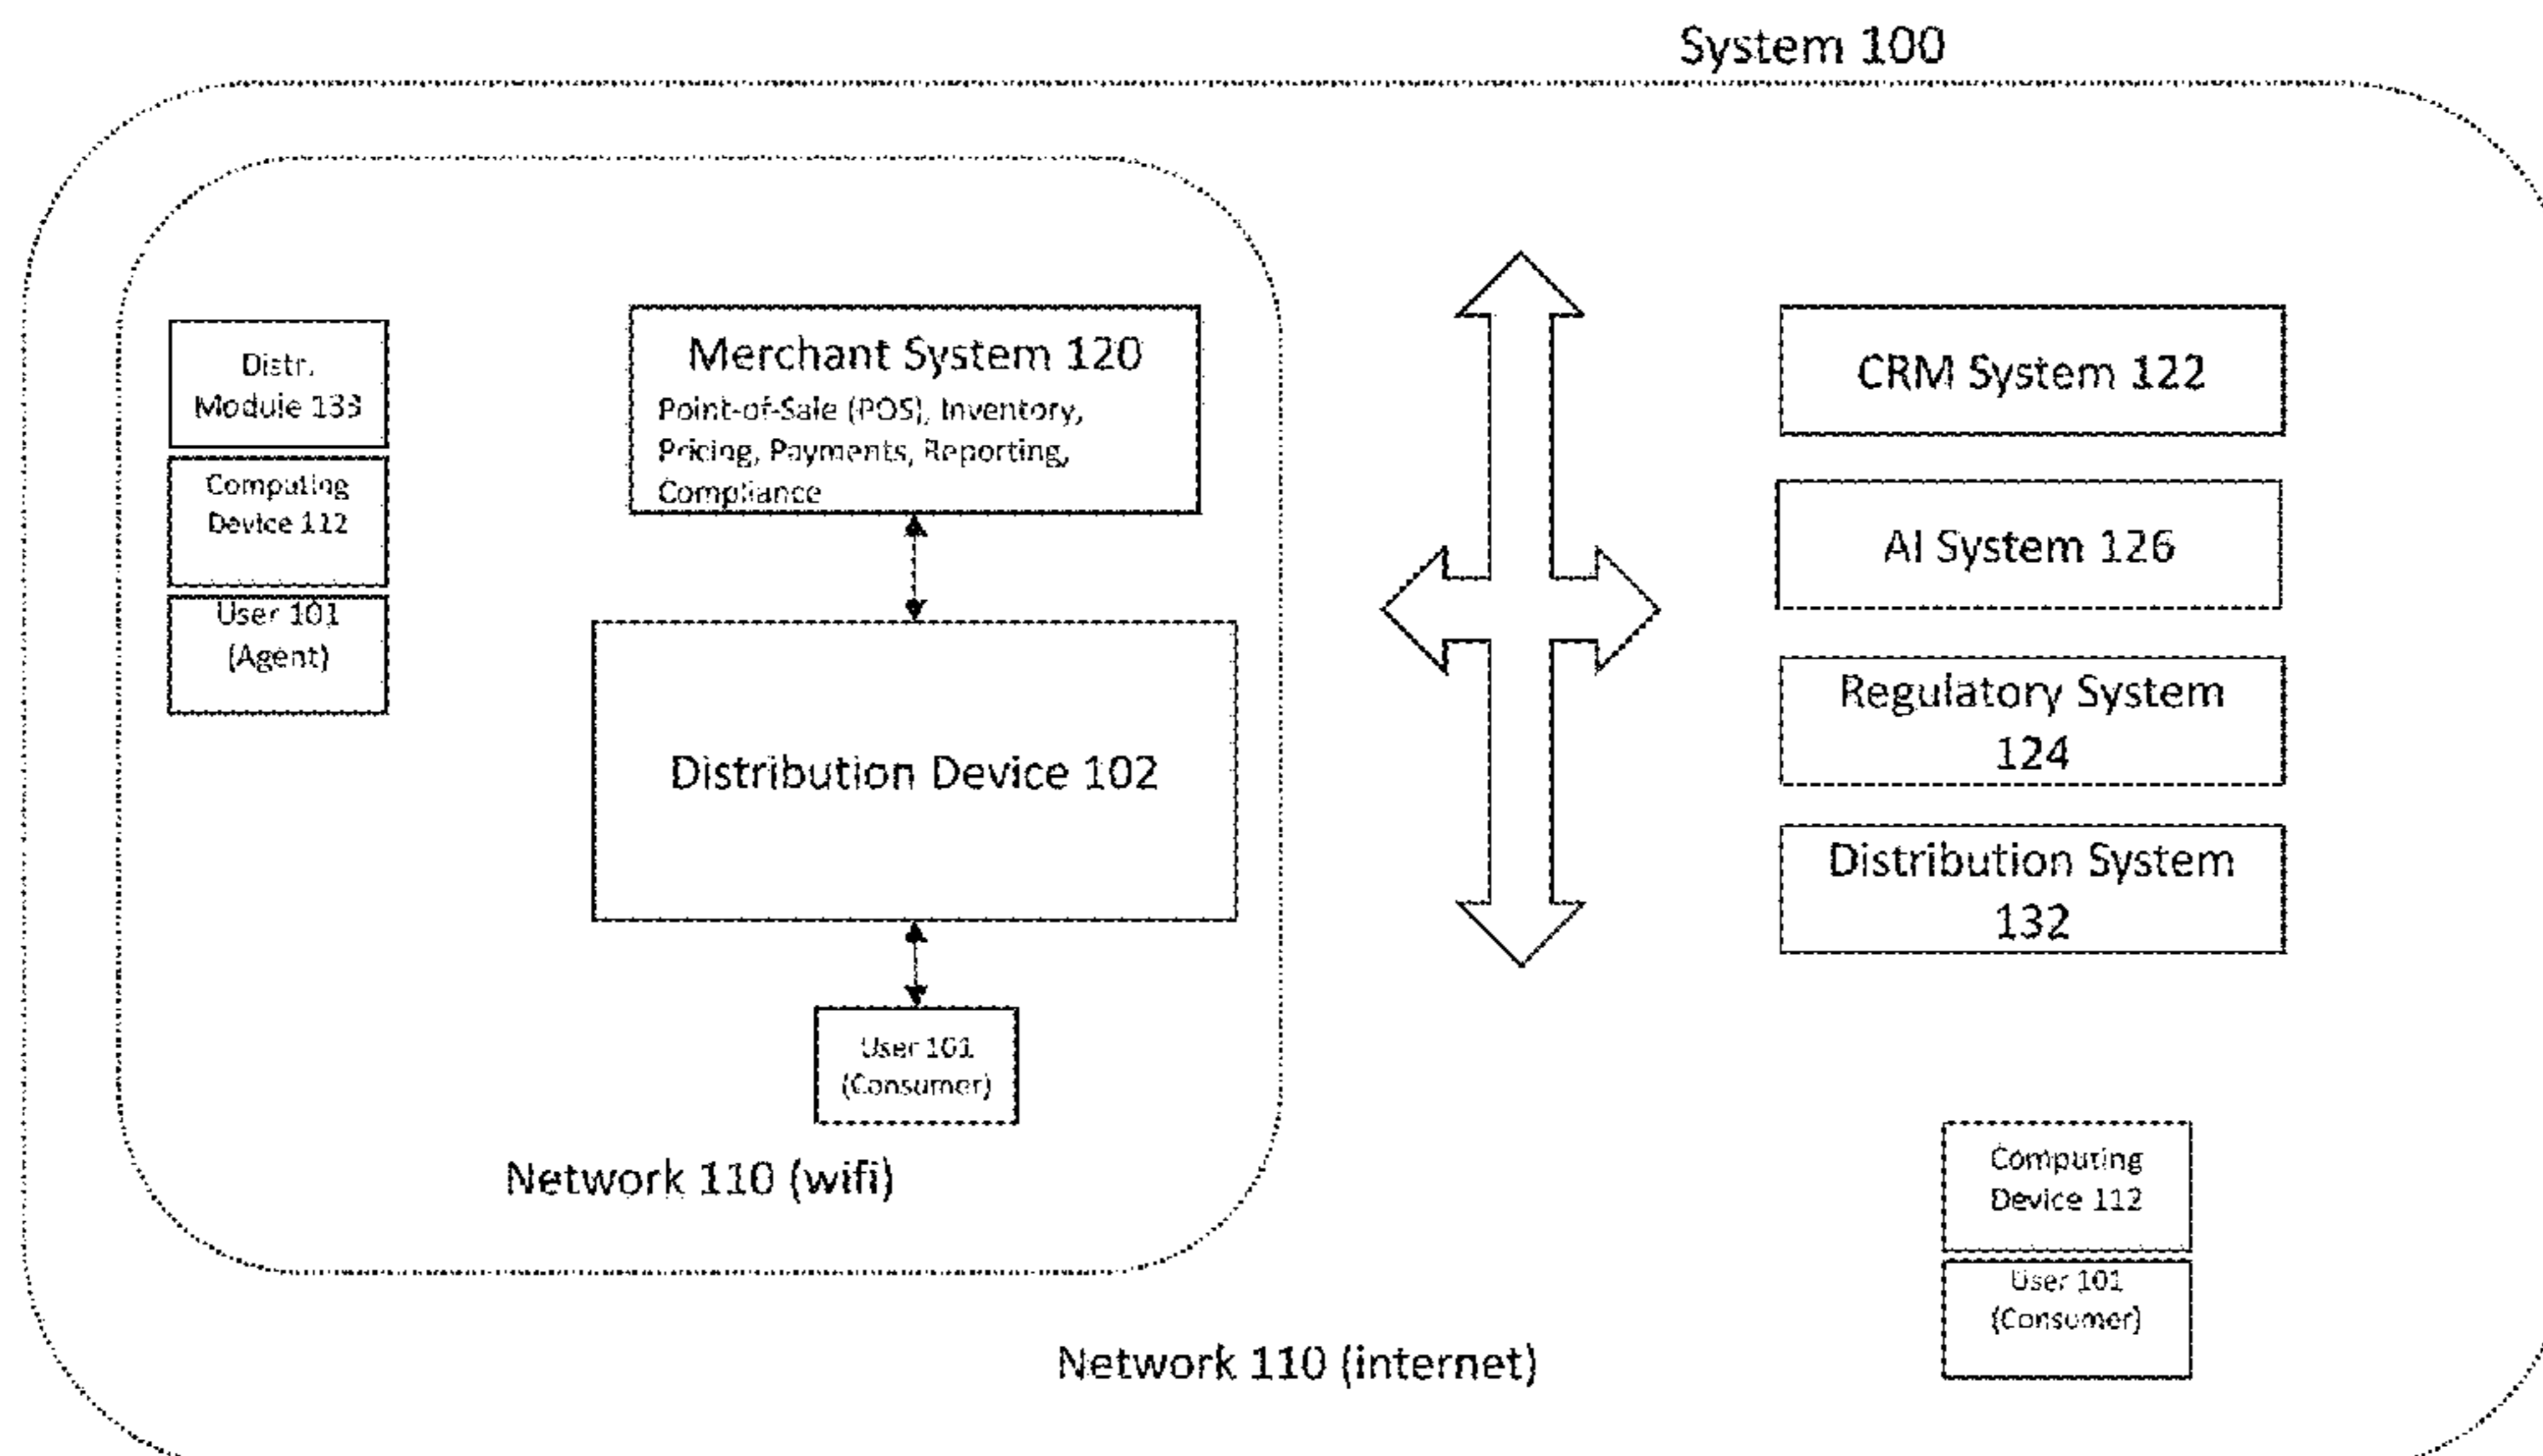 System 100
Distr.
Module 133
Computing
Device 112
User 101
(Agent)
Merchant System 120
Point-of-Sale (POS), Inventory,
Pricing, Payments, Reporting,
Compliance
Distribution Device 102
User 101
(Consumer)
Network 110 (wifi)
CRM System 122
AI System 126
Regulatory System
124
Distribution System
132
Computing
Device 112
User 101
(Consumer)
Network 110 (internet)